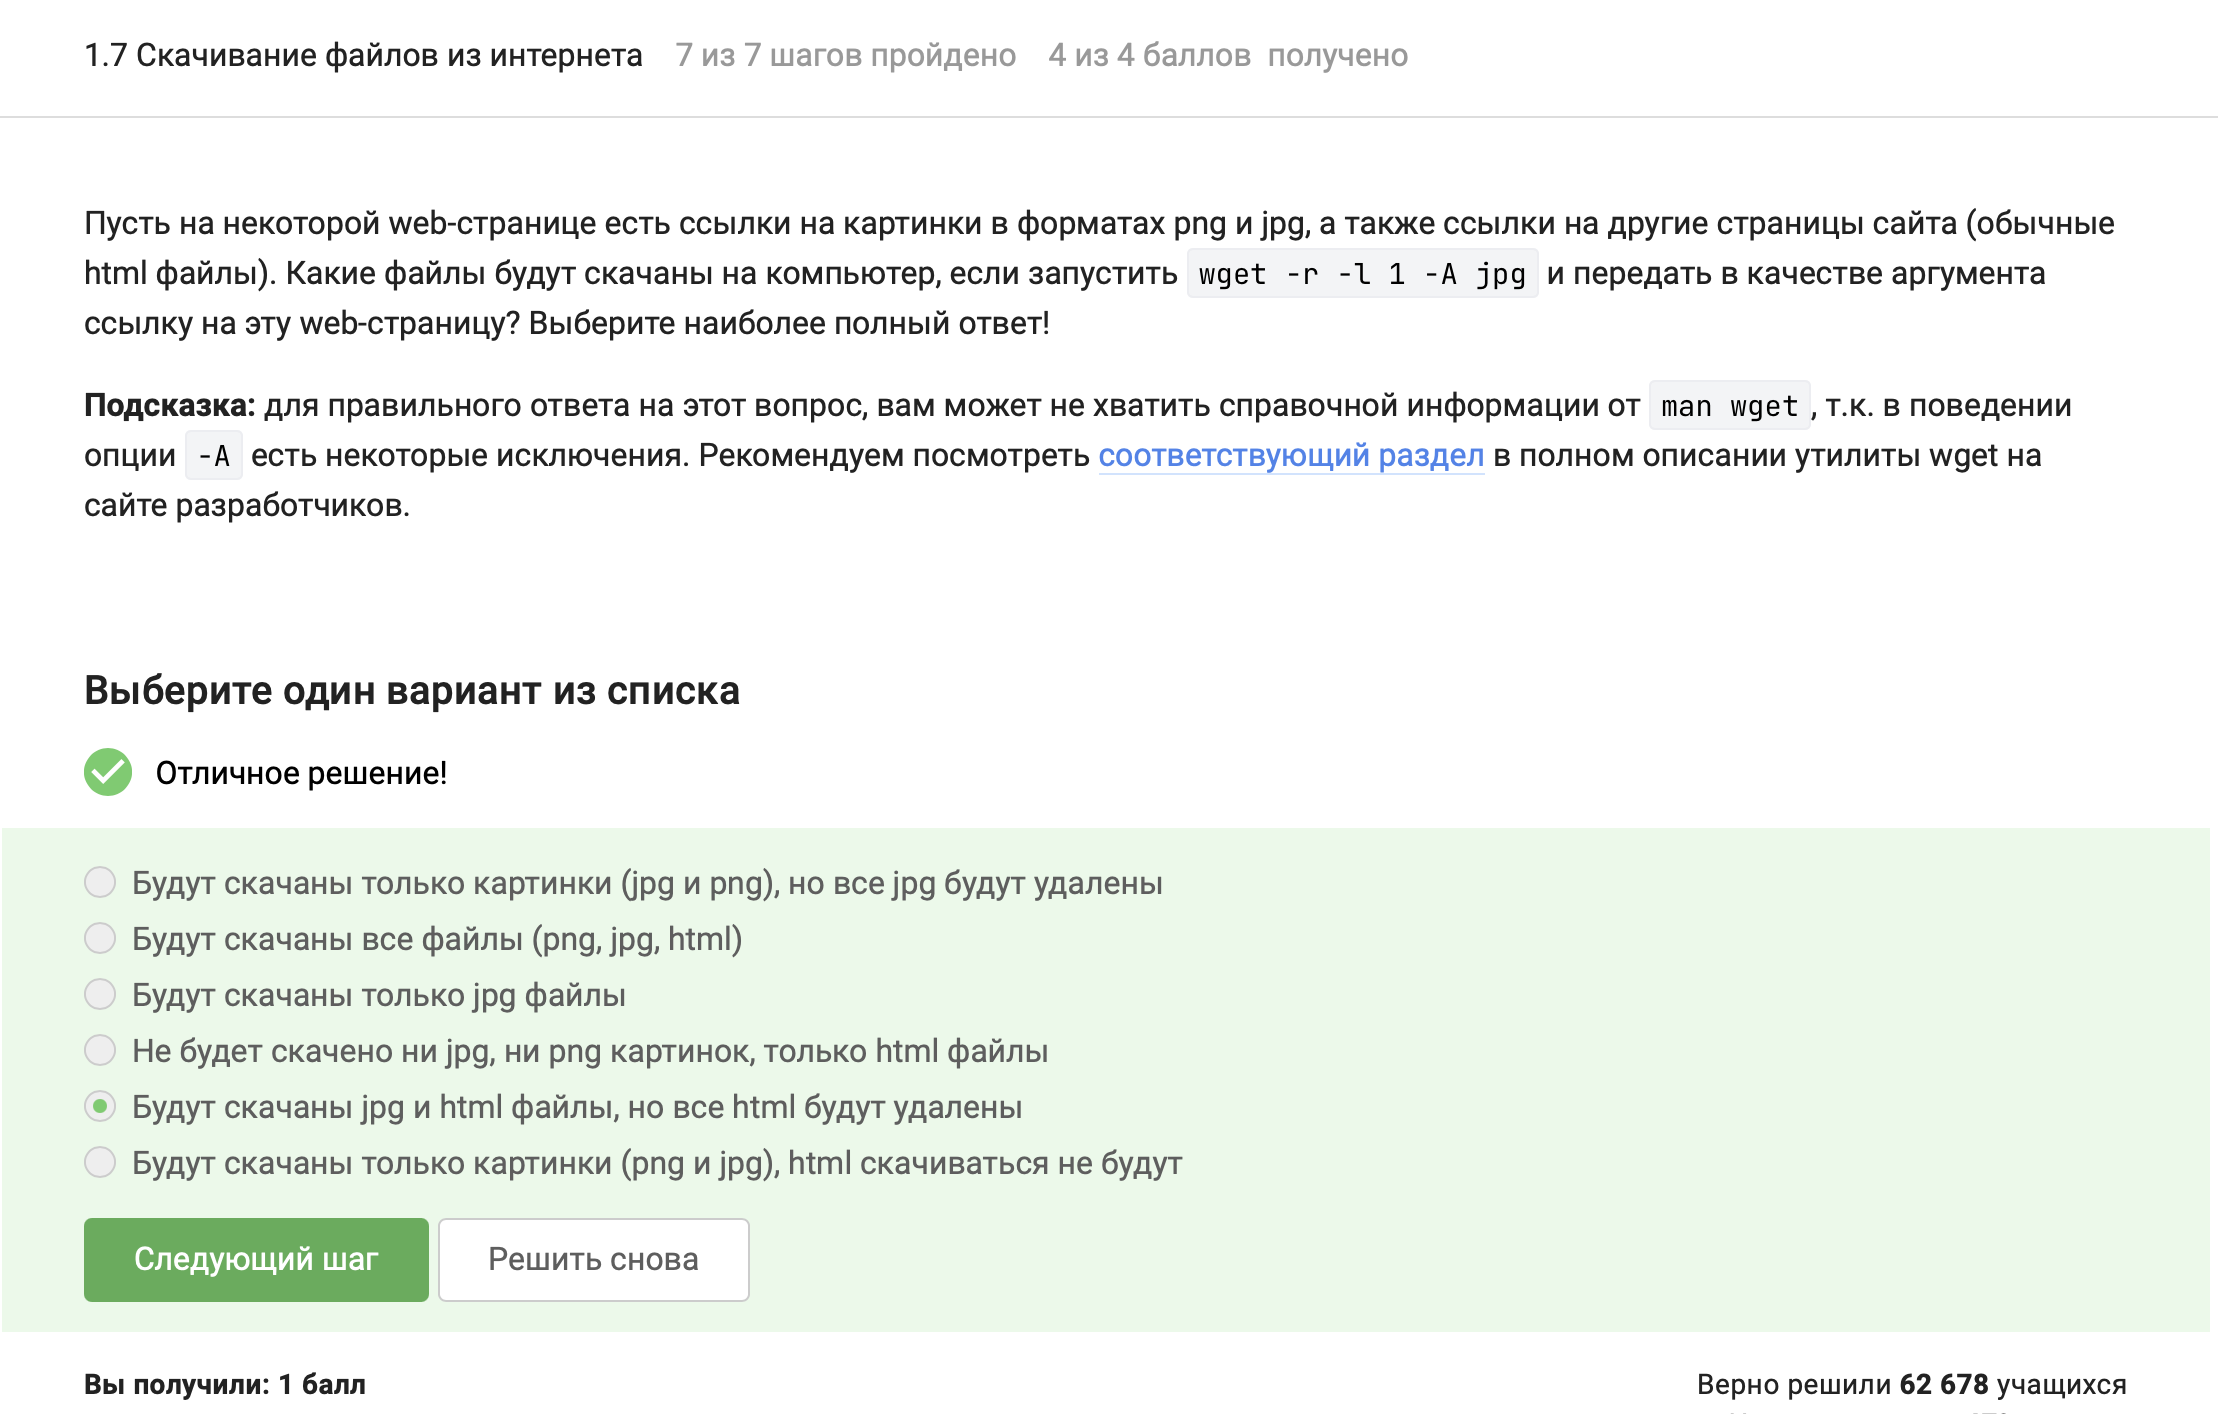 1.7 Скачивание файлов из интернета 7 из 7 шагов пройдено 4 из 4 баллов получено
Пусть на некоторой web-странице есть ссылки на картинки в форматах png и jpg, а также ссылки на другие страницы сайта (обычные
html файлы). Какие файлы будут скачаны на компьютер, если запустить wget -r -l 1 -A jpg и передать в качестве аргумента
ссылку на эту web-страницу? Выберите наиболее полный ответ!
Подсказка: для правильного ответа на этот вопрос, вам может не хватить справочной информации от man wget, т.к. в поведении
опции -A есть некоторые исключения. Рекомендуем посмотреть соответствующий раздел в полном описании утилиты wget на
сайте разработчиков.
Выберите один вариант из списка
Отличное решение!
Будут скачаны только картинки (jpg и png), но все jpg будут удалены
Будут скачаны все файлы (png, jpg, html)
Будут скачаны только jpg файлы
Не будет скачено ни jpg, ни png картинок, только html файлы
Будут скачаны jpg и html файлы, но все html будут удалены
Будут скачаны только картинки (png и jpg), html скачиваться не будут
Следующий шаг Решить снова
Вы получили: 1 балл Верно решили 62 678 учащихся